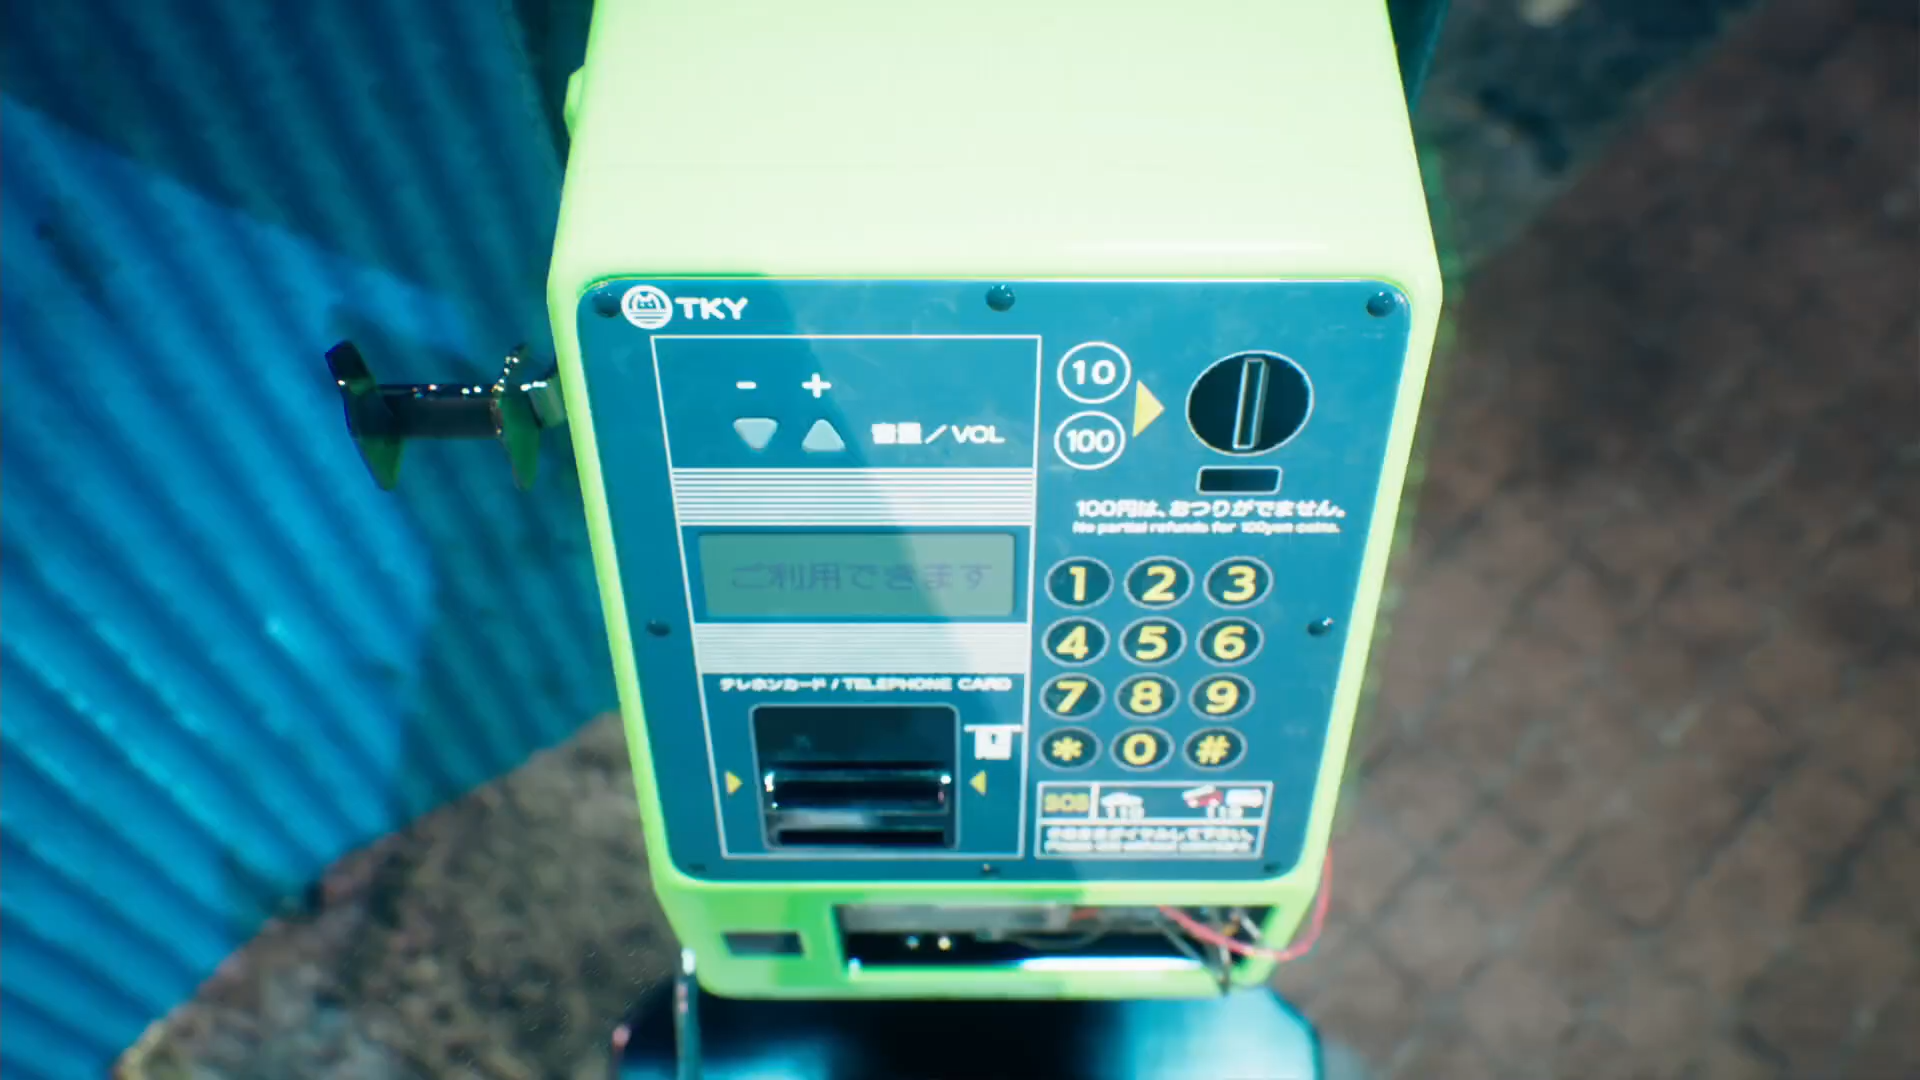 TKY
- +
音量/VOL
10
100
100円は、おつりがでません。
No partial refunds for 100yen coins.
ご利用できます
1 2 3
4 5 6
7 8 9
* 0 #
テレホンカード / TELEPHONE CARD
SOS 110 119